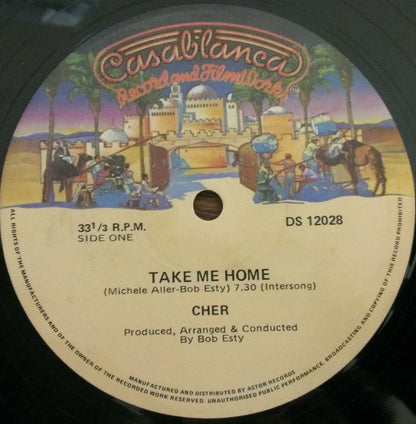 Casablanca
Record and FilmWorks
33 1/3 R.P.M.
SIDE ONE
DS 12028
TAKE ME HOME
(Michele Aller-Bob Esty) 7.30 (Intersong)
CHER
Produced, Arranged & Conducted
By Bob Esty
MANUFACTURED AND DISTRIBUTED BY ASTOR RECORDS
ALL RIGHTS OF THE MANUFACTURERS AND OF THE OWNER OF THE RECORDED WORK RESERVED. UNAUTHORISED PUBLIC PERFORMANCE, BROADCASTING AND COPYING OF THIS RECORD PROHIBITED